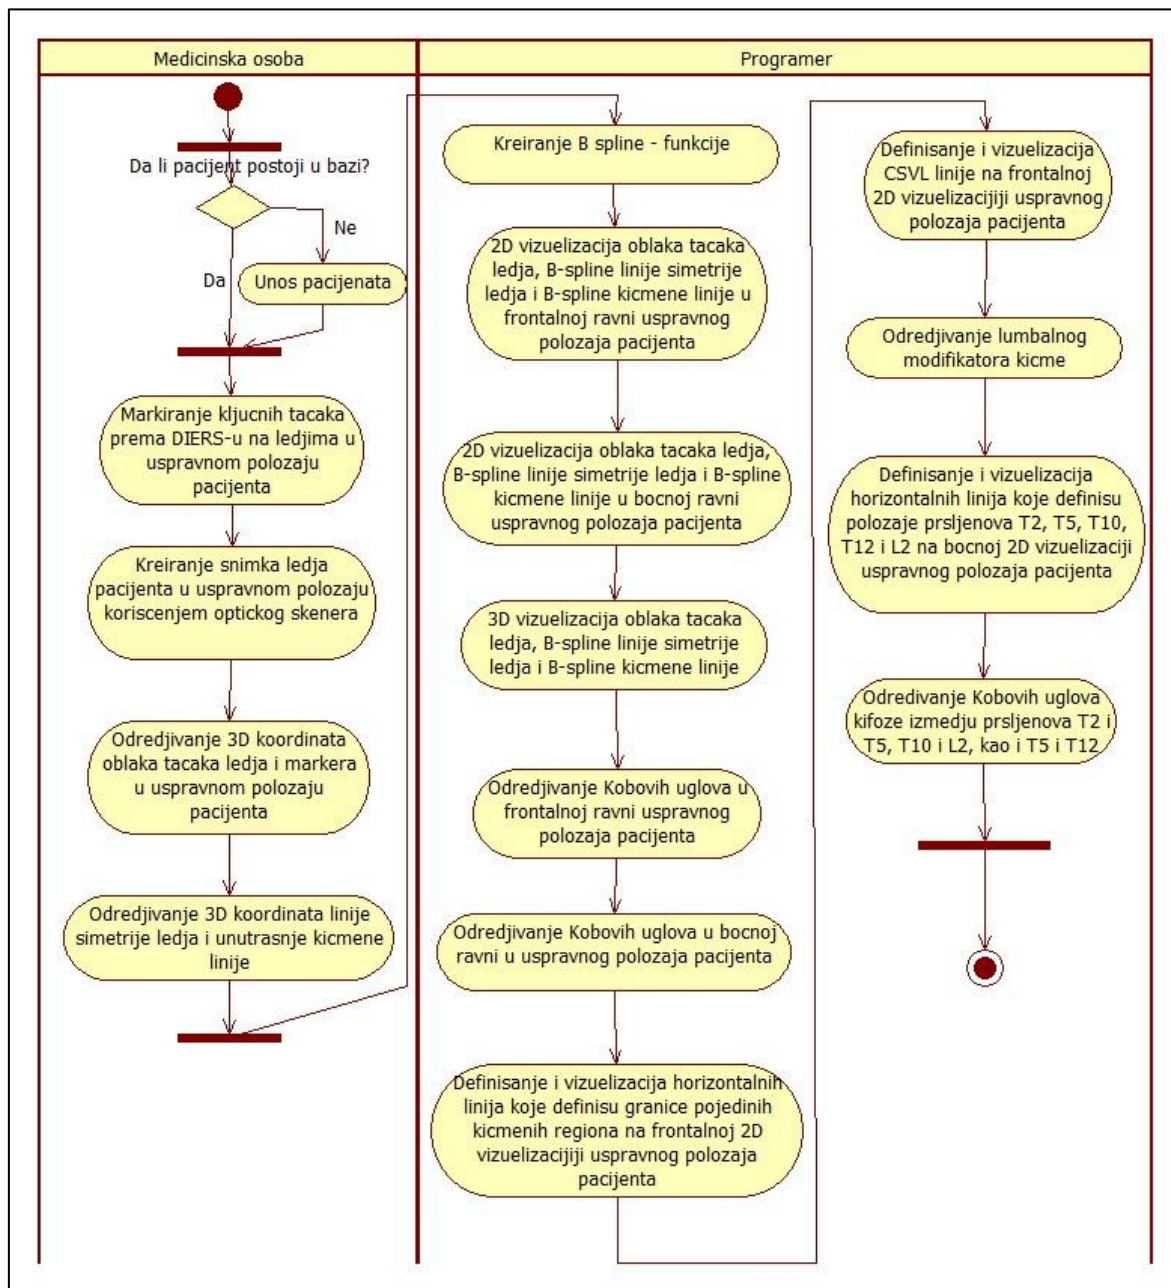 Medicinska osoba
Programer
Da li pacijent postoji u bazi?
Ne
Da
Unos pacijenata
Markiranje kljucnih tacaka
prema DIERS-u na ledjima u
uspravnom polozaju
pacijenta
Kreiranje snimka ledja
pacijenta u uspravnom polozaju
koriscenjem optickog skenera
Odredjivanje 3D koordinata
oblaka tacaka ledja i markera
u uspravnom polozaju
pacijenta
Odredjivanje 3D koordinata linije
simetrije ledja i unutrasnje kicmene
linije
Kreiranje B spline - funkcije
2D vizuelizacija oblaka tacaka
ledja, B-spline linije simetrije
ledja i B-spline kicmene linije u
frontalnoj ravni uspravnog
polozaja pacijenta
2D vizuelizacija oblaka tacaka ledja,
B-spline linije simetrije ledja i B-spline
kicmene linije u bocnoj ravni
uspravnog polozaja pacijenta
3D vizuelizacija oblaka tacaka
ledja, B-spline linije simetrije
ledja i B-spline kicmene linije
Odredjivanje Kobovih uglova u
frontalnoj ravni uspravnog
polozaja pacijenta
Odredjivanje Kobovih uglova u bocnoj
ravni u uspravnog polozaja pacijenta
Definisanje i vizuelizacija horizontalnih
linija koje definisu granice pojedinih
kicmenih regiona na frontalnoj 2D
vizuelizacijiji uspravnog polozaja
pacijenta
Definisanje i vizuelizacija
CSVL linije na frontalnoj
2D vizuelizacijiji uspravnog
polozaja pacijenta
Odredjivanje lumbalnog
modifikatora kicme
Definisanje i vizuelizacija
horizontalnih linija koje definisu
polozaje prsljenova T2, T5, T10,
T12 i L2 na bocnoj 2D vizuelizaciji
uspravnog polozaja pacijenta
Odredivanje Kobovih uglova
kifoze izmedju prsljenova T2 i
T5, T10 i L2, kao i T5 i T12